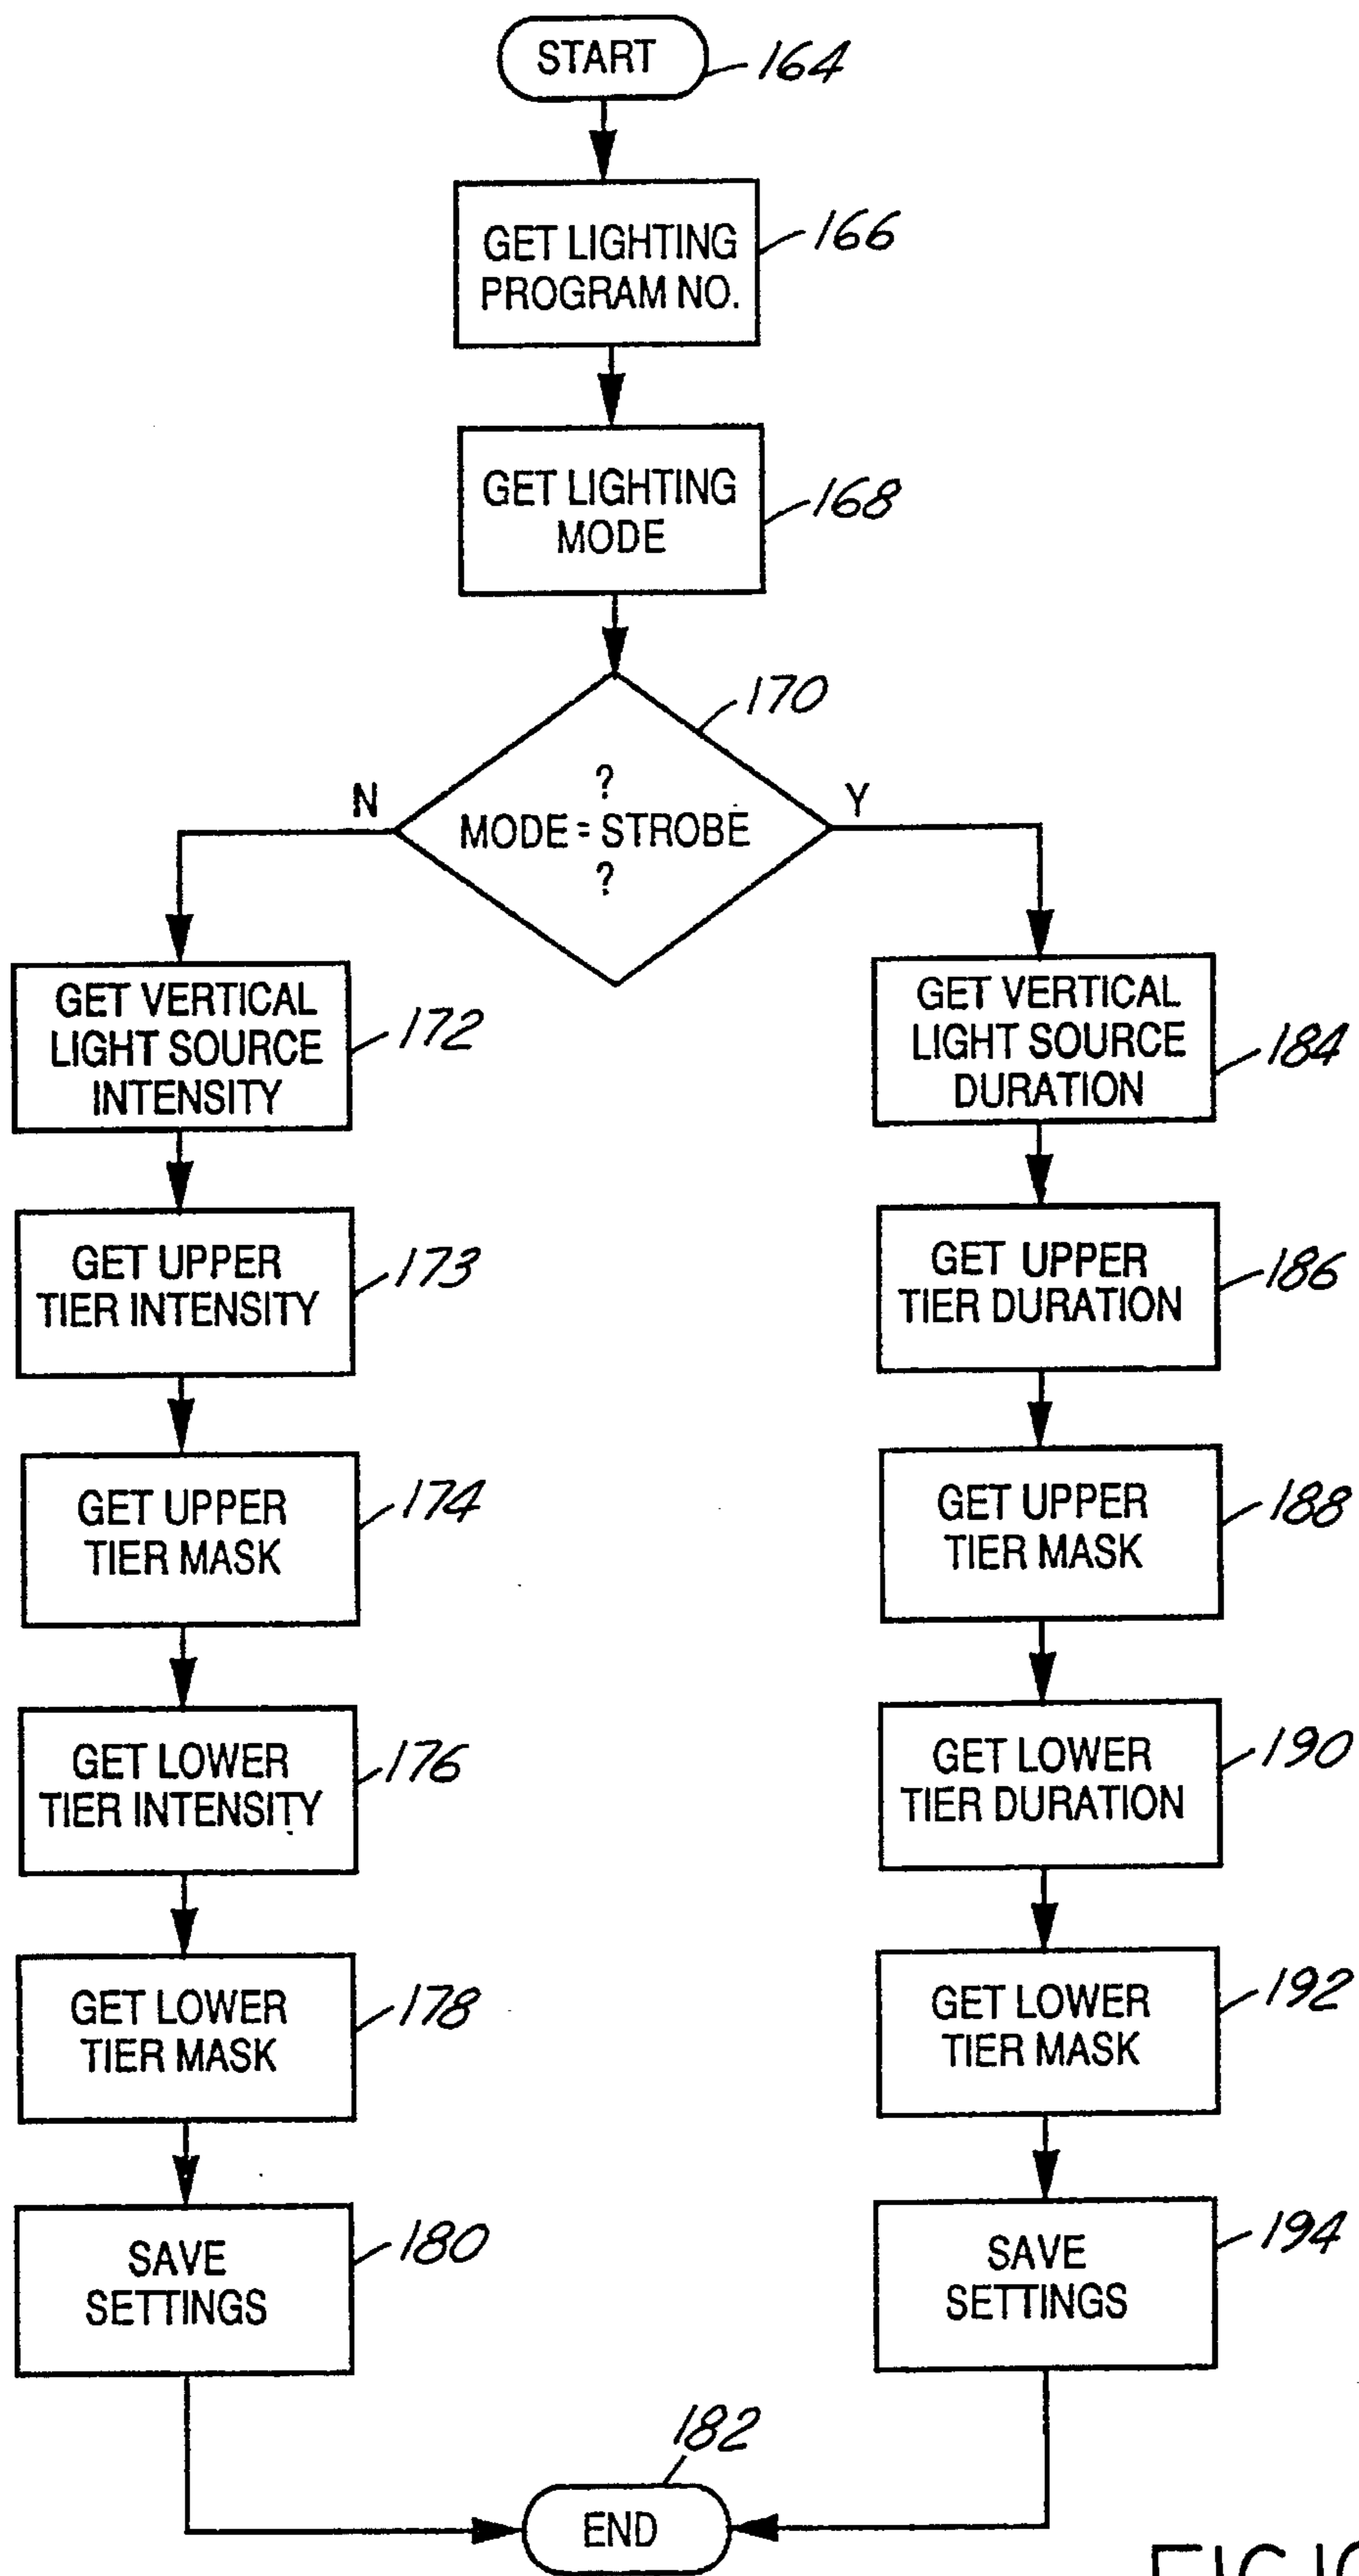 START
164
GET LIGHTING
PROGRAM NO.
166
GET LIGHTING
MODE
168
170
N
?
MODE = STROBE
?
Y
GET VERTICAL
LIGHT SOURCE
INTENSITY
172
GET UPPER
TIER INTENSITY
173
GET UPPER
TIER MASK
174
GET LOWER
TIER INTENSITY
176
GET LOWER
TIER MASK
178
SAVE
SETTINGS
180
GET VERTICAL
LIGHT SOURCE
DURATION
184
GET UPPER
TIER DURATION
186
GET UPPER
TIER MASK
188
GET LOWER
TIER DURATION
190
GET LOWER
TIER MASK
192
SAVE
SETTINGS
194
182
END